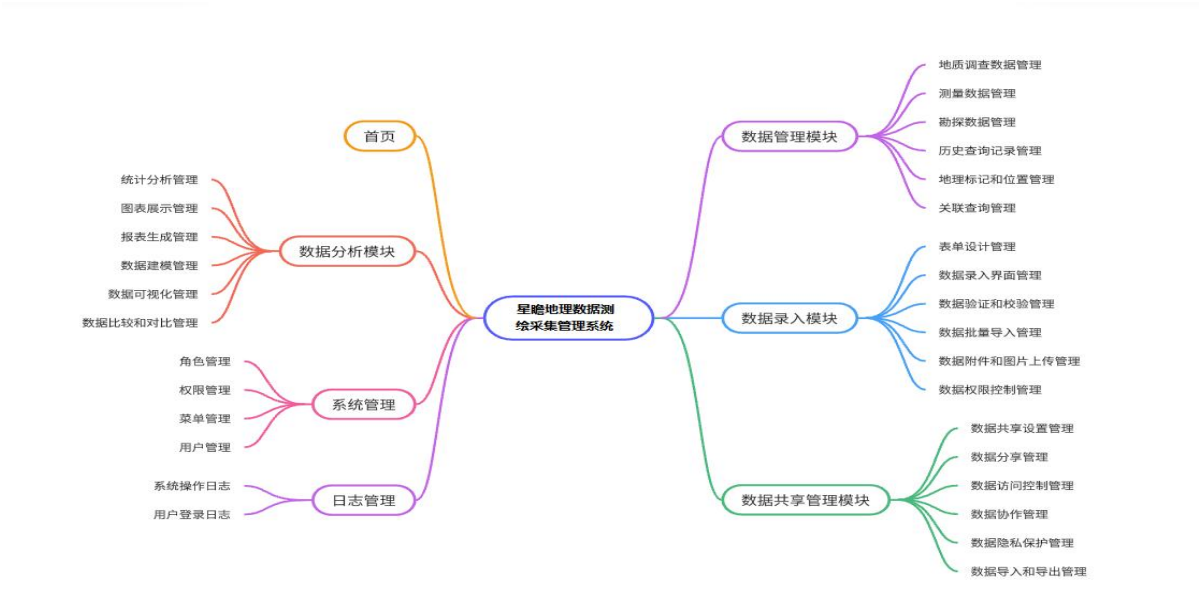 星瞻地理数据测
绘采集管理系统
首页
数据分析模块
统计分析管理
图表展示管理
报表生成管理
数据建模管理
数据可视化管理
数据比较和对比管理
系统管理
角色管理
权限管理
菜单管理
用户管理
日志管理
系统操作日志
用户登录日志
数据管理模块
地质调查数据管理
测量数据管理
勘探数据管理
历史查询记录管理
地理标记和位置管理
关联查询管理
数据录入模块
表单设计管理
数据录入界面管理
数据验证和校验管理
数据批量导入管理
数据附件和图片上传管理
数据权限控制管理
数据共享管理模块
数据共享设置管理
数据分享管理
数据访问控制管理
数据协作管理
数据隐私保护管理
数据导入和导出管理